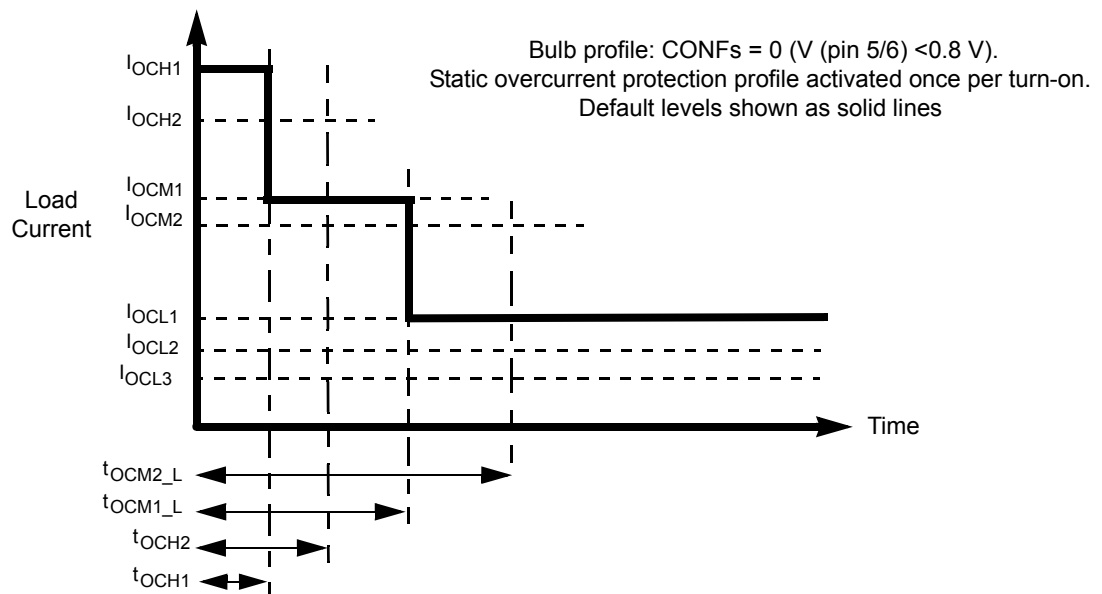 Bulb profile: CONFs = 0 (V (pin 5/6) <0.8 V).
Static overcurrent protection profile activated once per turn-on.
Default levels shown as solid lines
Load
Current
IOCH1
IOCH2
IOCM1
IOCM2
IOCL1
IOCL2
IOCL3
Time
tOCM2_L
tOCM1_L
tOCH2
tOCH1